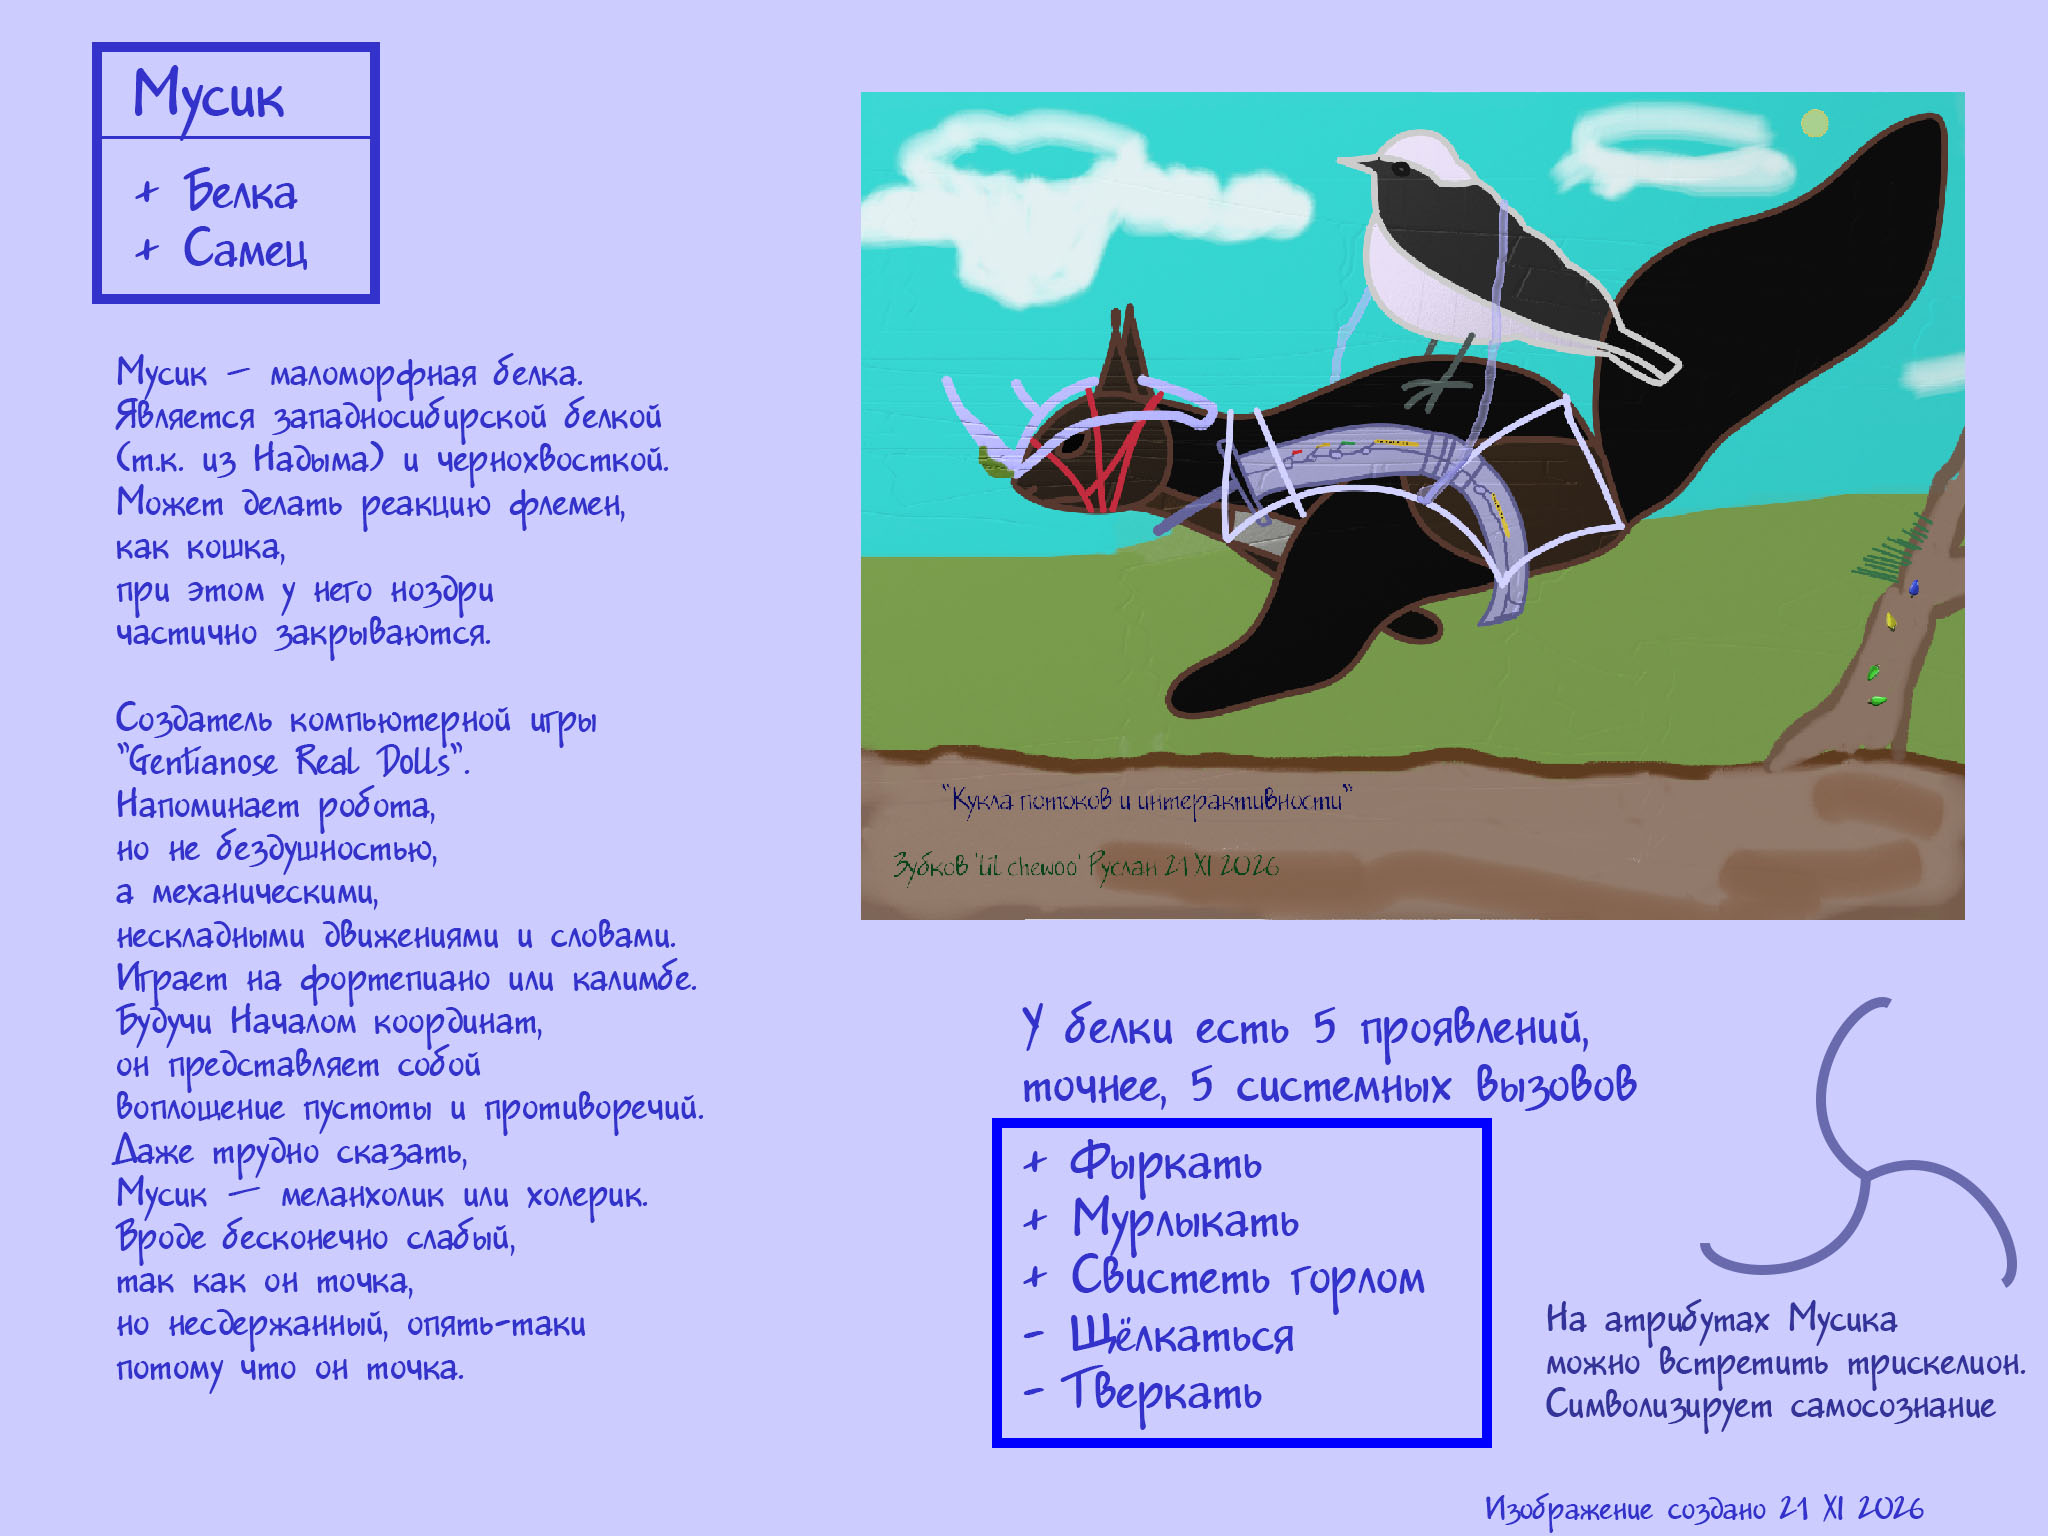 Мусик
+ Белка
+ Самец
Мусик — маломорфная белка.
Является западносибирской белкой
(т.к. из Надыма) и чернохвосткой.
Может делать реакцию флемен,
как кошка,
при этом у него ноздри
частично закрываются.
Создатель компьютерной игры
"Gentianose Real Dolls".
Напоминает робота,
но не бездушностью,
а механическими,
нескладными движениями и словами.
Играет на фортепиано или калимбе.
Будучи Началом координат,
он представляет собой
воплощение пустоты и противоречий.
Даже трудно сказать,
Мусик — меланхолик или холерик.
Вроде бесконечно слабый,
так как он точка,
но несдержанный, опять-таки
потому что он точка.
"Кукла потоков и интерактивности"
Зубков 'Lil chewoo' Руслан 21 XI 2026
У белки есть 5 проявлений,
точнее, 5 системных вызовов
+ Фыркать
+ Мурлыкать
+ Свистеть горлом
- Щёлкаться
- Тверкать
На атрибутах Мусика
можно встретить трискелион.
Символизирует самосознание
Изображение создано 21 XI 2026